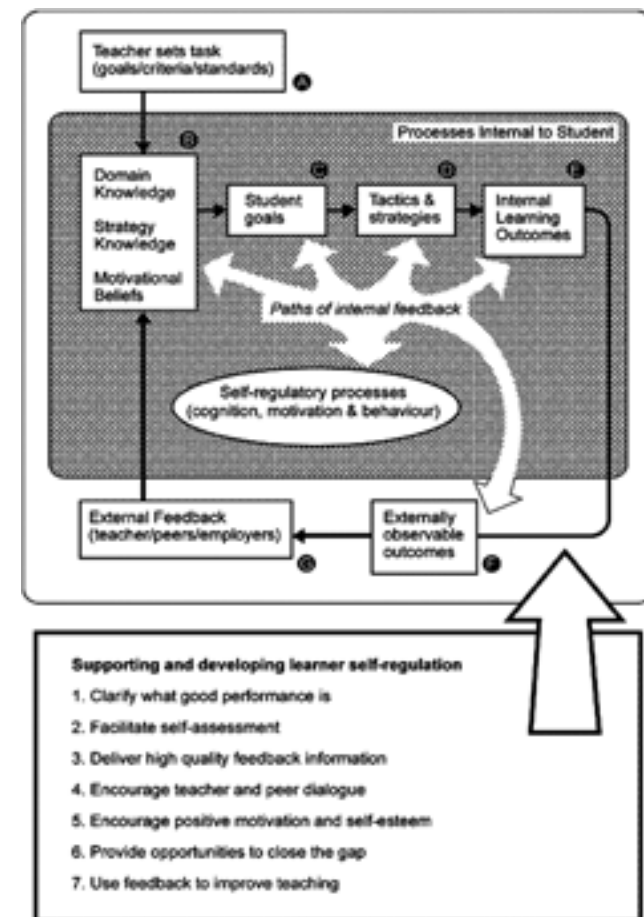 Teacher sets task
(goals/criteria/standards)
A
Processes Internal to Student
B
Domain
Knowledge
Strategy
Knowledge
Motivational
Beliefs
C
Student
goals
D
Tactics &
strategies
E
Internal
Learning
Outcomes
Paths of internal feedback
Self-regulatory processes
(cognition, motivation & behaviour)
External Feedback
(teacher/peers/employers)
G
Externally
observable
outcomes
F
Supporting and developing learner self-regulation
1. Clarify what good performance is
2. Facilitate self-assessment
3. Deliver high quality feedback information
4. Encourage teacher and peer dialogue
5. Encourage positive motivation and self-esteem
6. Provide opportunities to close the gap
7. Use feedback to improve teaching